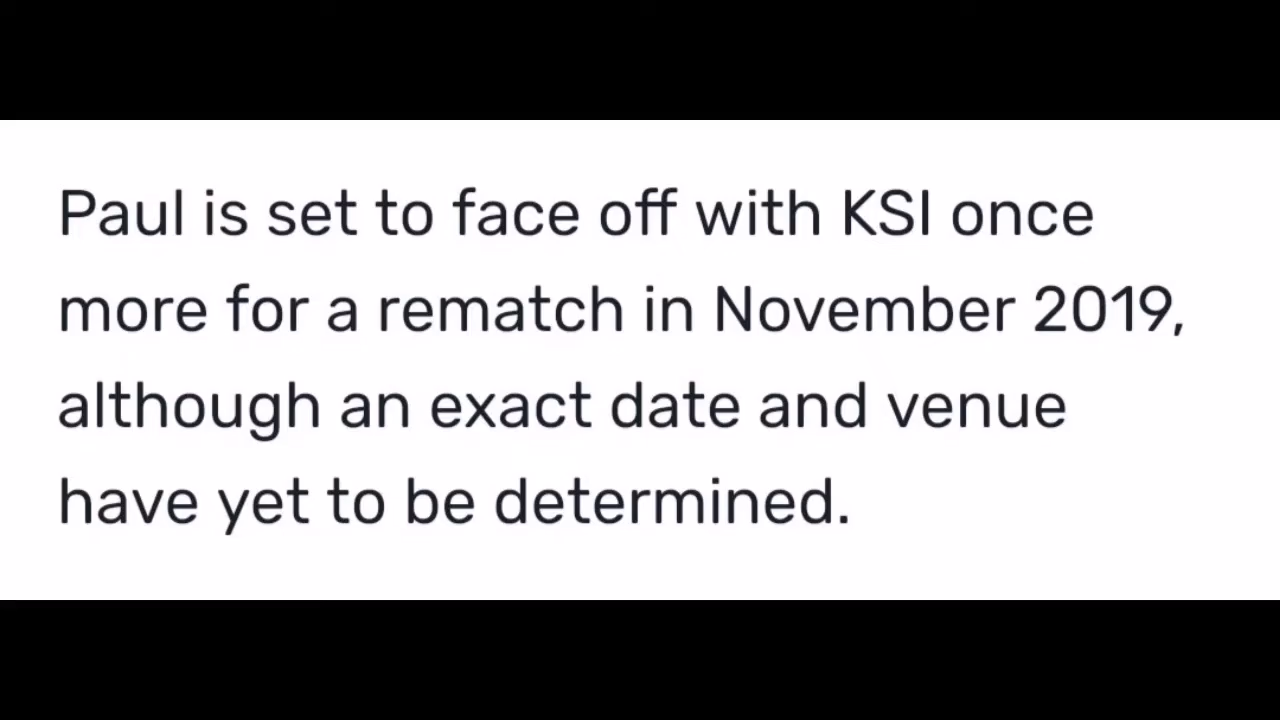 Paul is set to face off with KSI once
more for a rematch in November 2019,
although an exact date and venue
have yet to be determined.